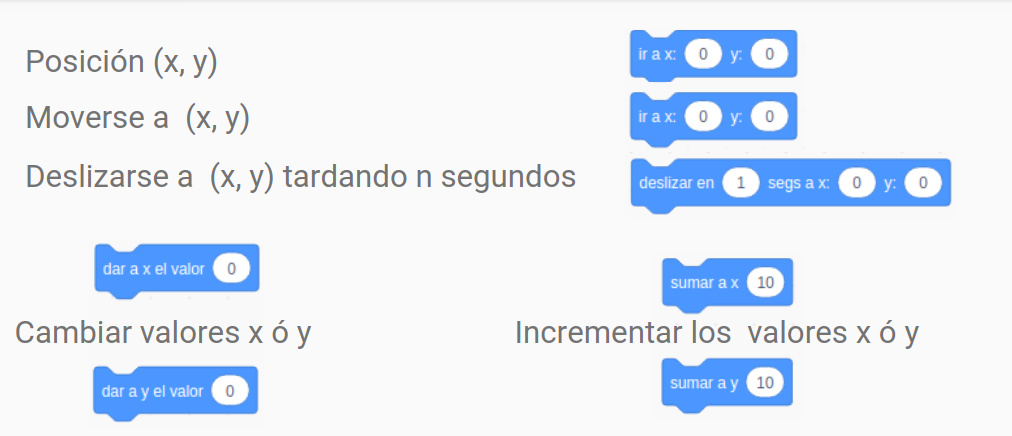 Posición (x, y)
ir a x: 0 y: 0
Moverse a (x, y)
ir a x: 0 y: 0
Deslizarse a (x, y) tardando n segundos
deslizar en 1 segs a x: 0 y: 0
dar a x el valor 0
sumar a x 10
Cambiar valores x ó y
Incrementar los valores x ó y
dar a y el valor 0
sumar a y 10